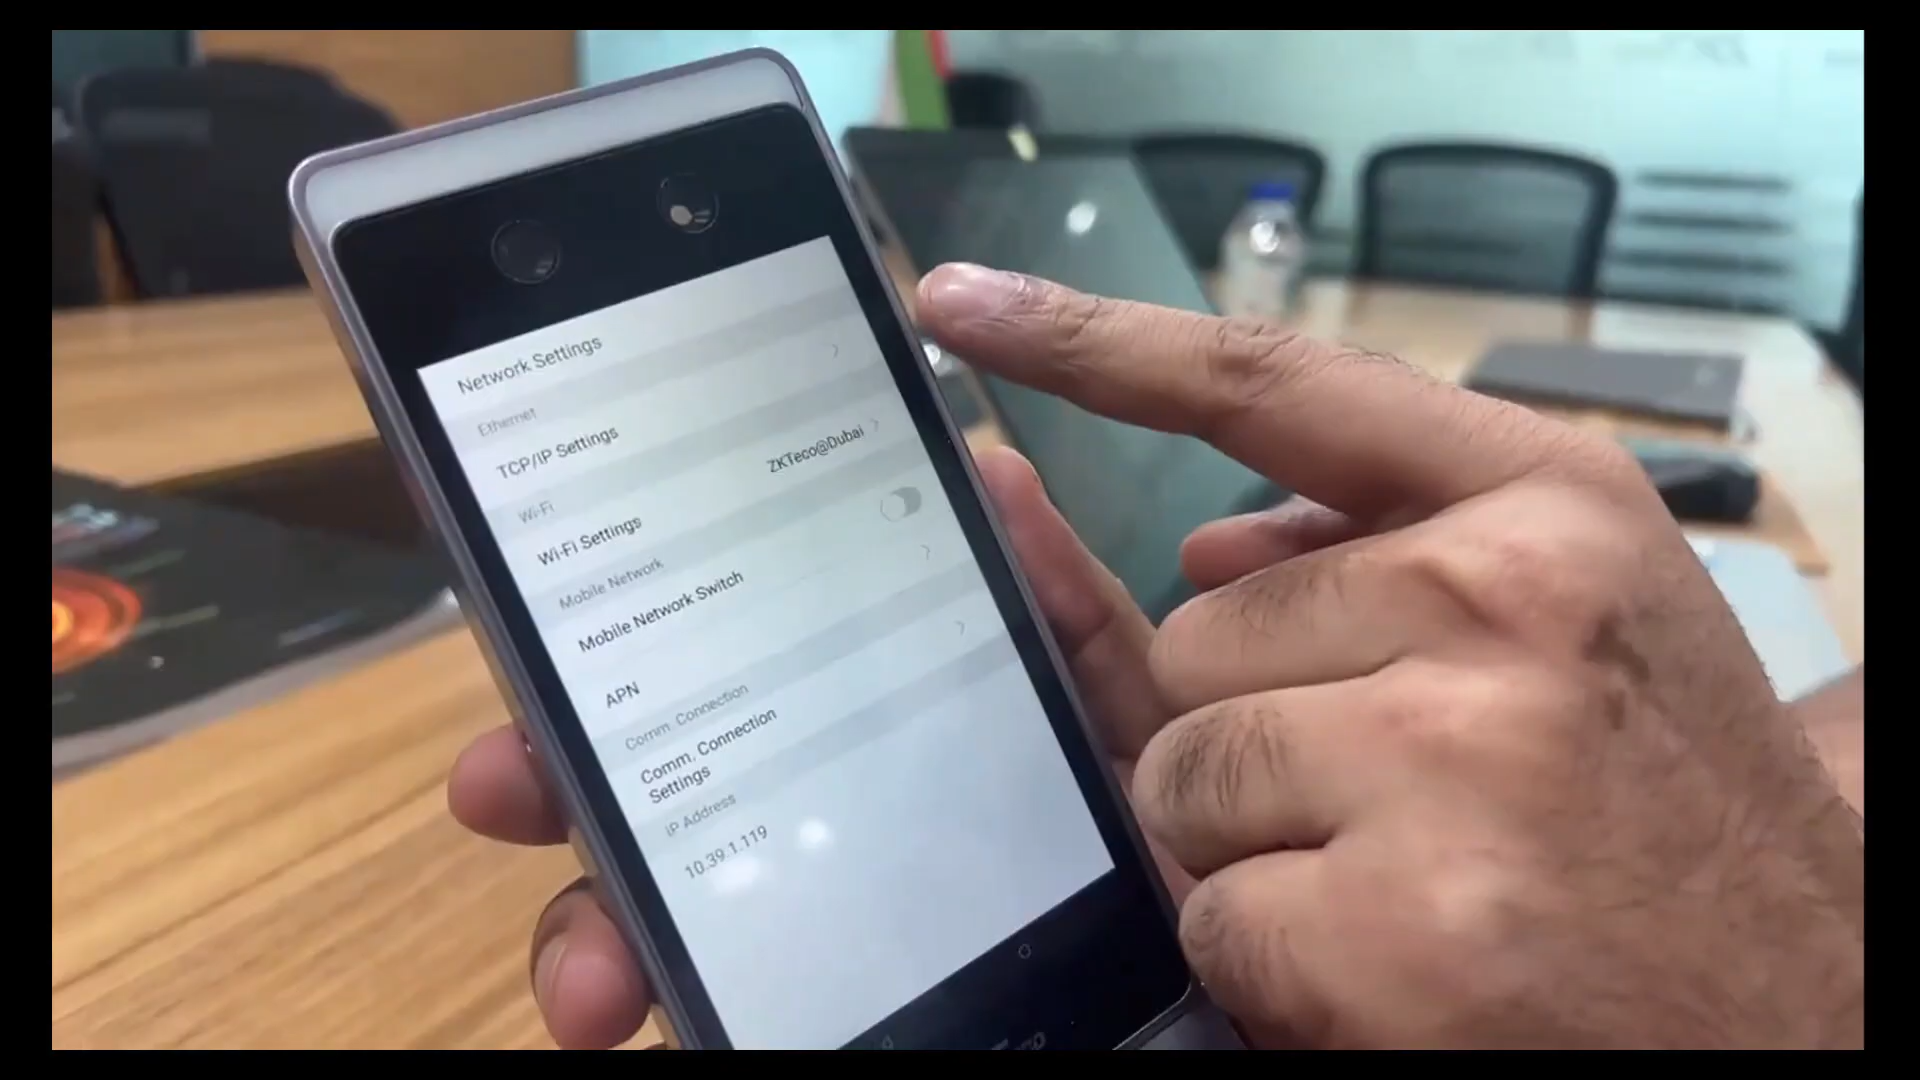 Network Settings
Ethernet
TCP/IP Settings
Wi-Fi
Wi-Fi Settings ZKTeco@Dubai
Mobile Network
Mobile Network Switch
APN
Comm. Connection
Comm. Connection
Settings
IP Address
10.39.1.119